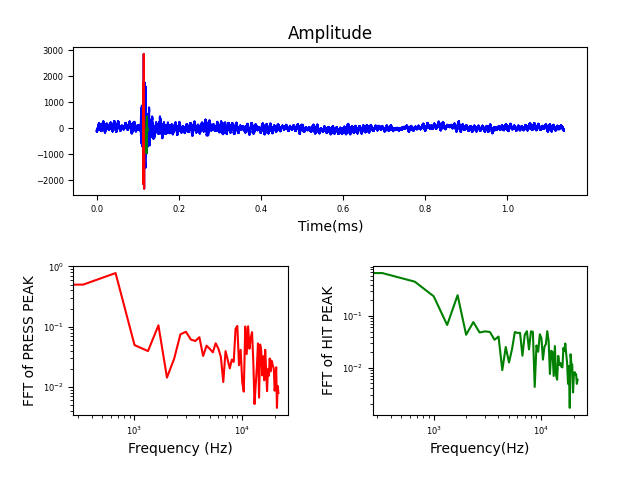 Amplitude
3000
2000
1000
0
−1000
−2000
0.0 0.2 0.4 0.6 0.8 1.0
Time(ms)
FFT of PRESS PEAK
10⁰
10⁻¹
10⁻²
10³ 10⁴
Frequency (Hz)
FFT of HIT PEAK
10⁻¹
10⁻²
10³ 10⁴
Frequency(Hz)